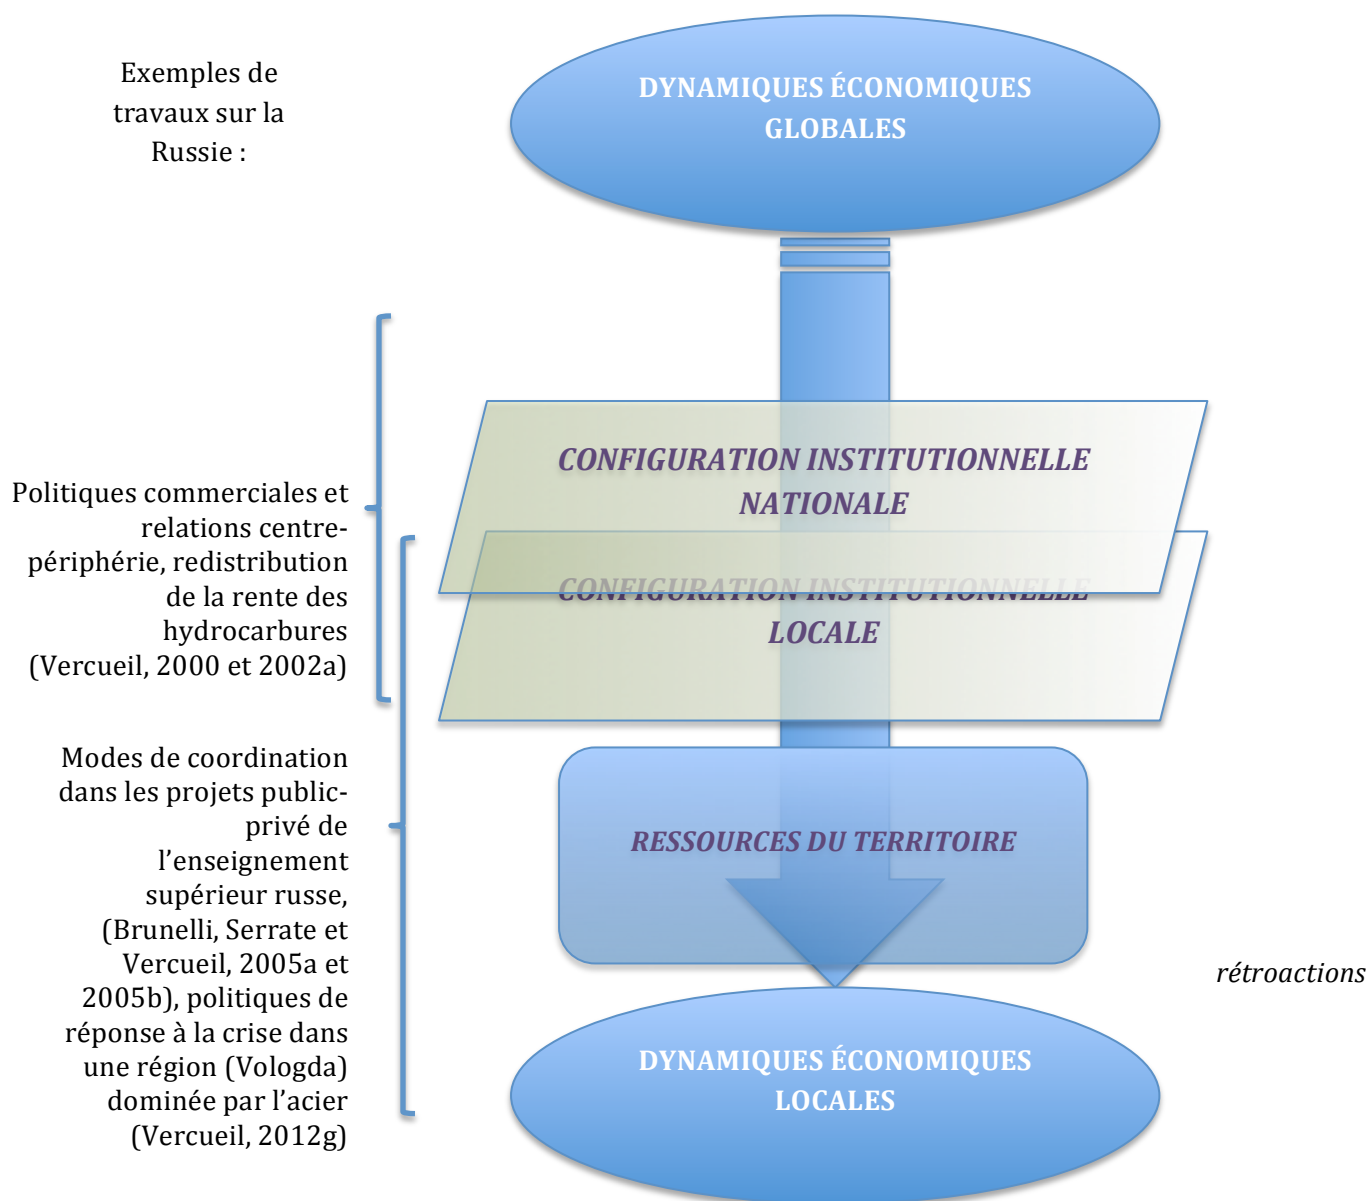 Exemples de
travaux sur la
Russie :
DYNAMIQUES ÉCONOMIQUES
GLOBALES
CONFIGURATION INSTITUTIONNELLE
NATIONALE
CONFIGURATION INSTITUTIONNELLE
LOCALE
Politiques commerciales et
relations centre-
périphérie, redistribution
de la rente des
hydrocarbures
(Vercueil, 2000 et 2002a)
Modes de coordination
dans les projets public-
privé de
l’enseignement
supérieur russe,
(Brunelli, Serrate et
Vercueil, 2005a et
2005b), politiques de
réponse à la crise dans
une région (Vologda)
dominée par l’acier
(Vercueil, 2012g)
RESSOURCES DU TERRITOIRE
rétroactions
DYNAMIQUES ÉCONOMIQUES
LOCALES